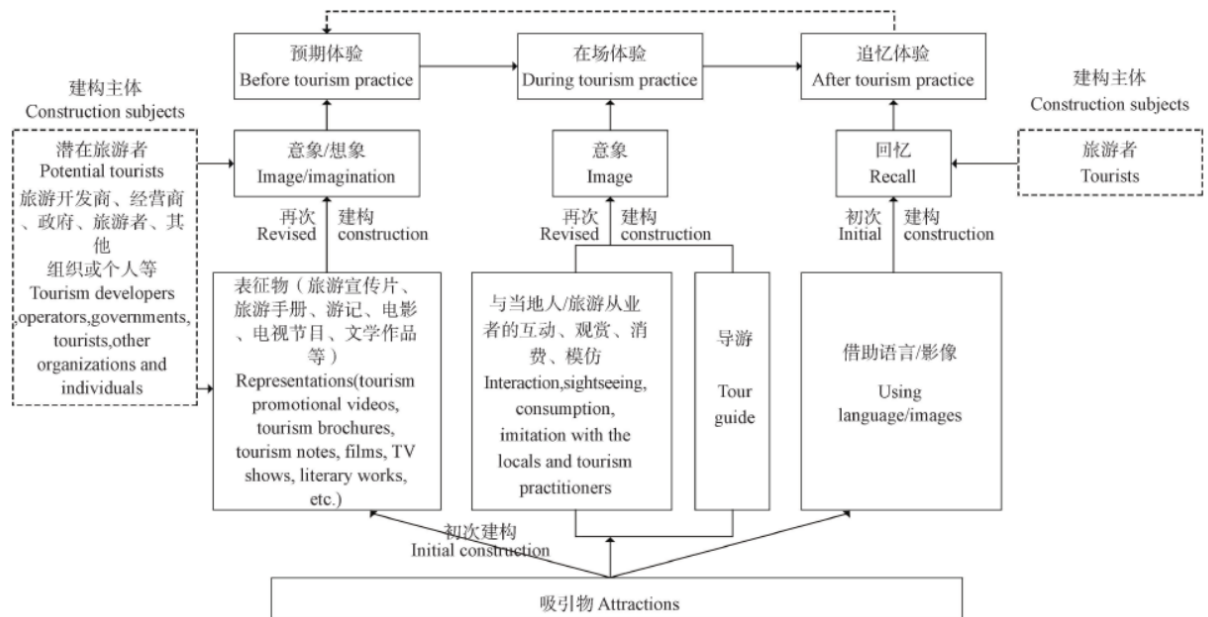 预期体验
Before tourism practice
在场体验
During tourism practice
追忆体验
After tourism practice
建构主体
Construction subjects
建构主体
Construction subjects
潜在旅游者
Potential tourists
旅游开发商、经营商
、政府、旅游者、其
他
组织或个人等
Tourism developers
,operators,governments,
tourists,other
organizations and
individuals
意象/想象
Image/imagination
意象
Image
回忆
Recall
旅游者
Tourists
再次 建构
Revised construction
再次 建构
Revised construction
初次 建构
Initial construction
表征物（旅游宣传片、
旅游手册、游记、电影
、电视节目、文学作品
等）
Representations(tourism
promotional videos,
tourism brochures,
tourism notes, films, TV
shows, literary works,
etc.)
与当地人/旅游从业
者的互动、观赏、消
费、模仿
Interaction,sightseeing,
consumption,
imitation with the
locals and tourism
practitioners
导游
Tour
guide
借助语言/影像
Using
language/images
初次建构
Initial construction
吸引物 Attractions